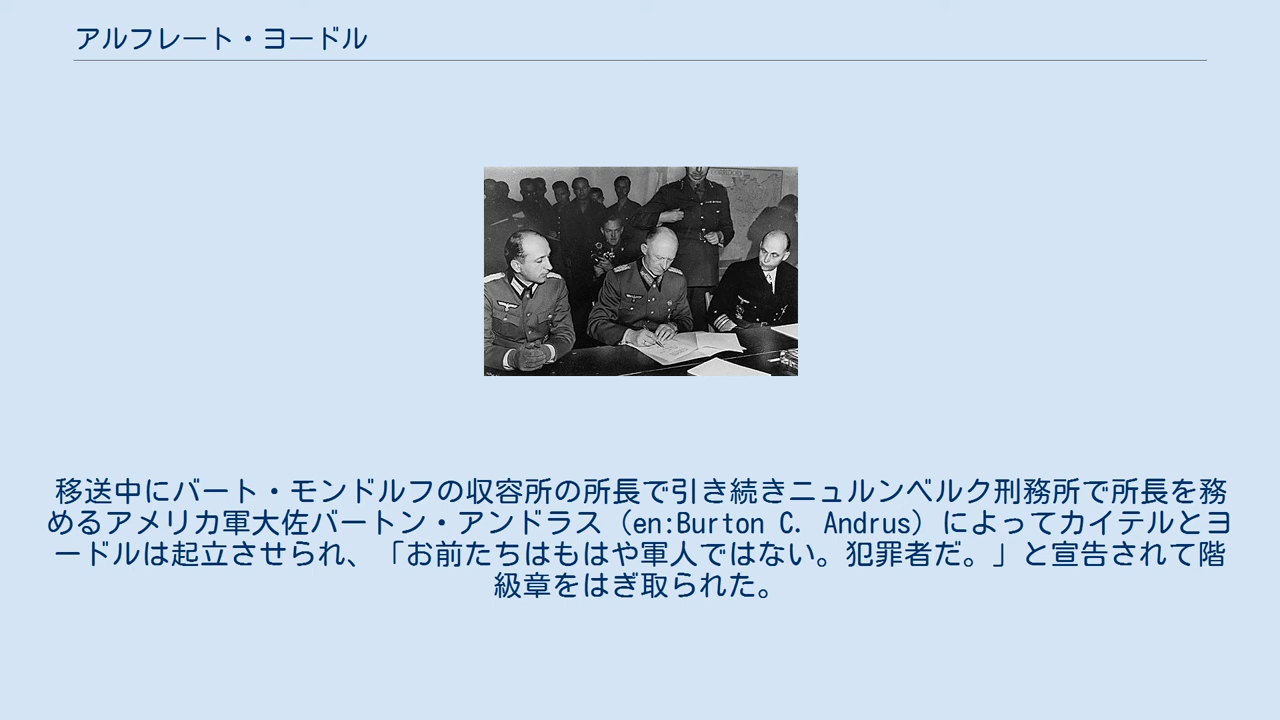 アルフレート・ヨードル
移送中にバート・モンドルフの収容所の所長で引き続きニュルンベルク刑務所で所長を務
めるアメリカ軍大佐バートン・アンドラス（en:Burton C. Andrus）によってカイテルとヨ
ードルは起立させられ、「お前たちはもはや軍人ではない。犯罪者だ。」と宣告されて階
級章をはぎ取られた。